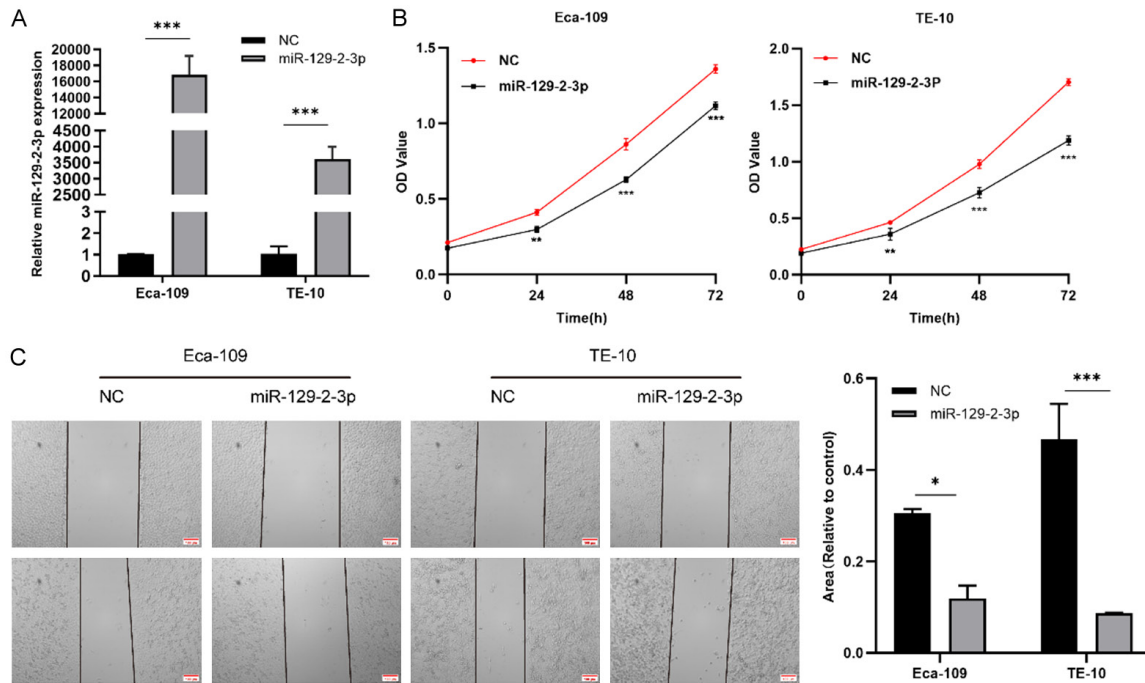 A
***
NC
miR-129-2-3p
***
Relative miR-129-2-3p expression
20000
18000
16000
14000
12000
10000
5500
4500
3500
2500
3
2
1
0
Eca-109
TE-10
B
Eca-109
NC
miR-129-2-3p
OD Value
1.5
1.0
0.5
0.0
**
***
***
0
24
48
72
Time(h)
TE-10
NC
miR-129-2-3P
OD Value
2.0
1.5
1.0
0.5
0.0
**
***
***
0
24
48
72
Time(h)
C
Eca-109
TE-10
NC
miR-129-2-3p
NC
miR-129-2-3p
NC
miR-129-2-3p
***
*
Area(Relative to control)
0.6
0.4
0.2
0.0
Eca-109
TE-10